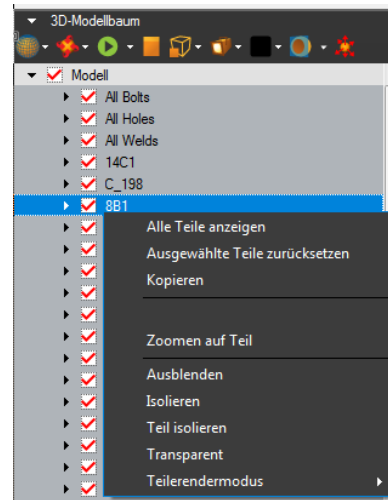 3D-Modellbaum
Modell
All Bolts
All Holes
All Welds
14C1
C_198
8B1
Alle Teile anzeigen
Ausgewählte Teile zurücksetzen
Kopieren
Zoomen auf Teil
Ausblenden
Isolieren
Teil isolieren
Transparent
Teilerendermodus